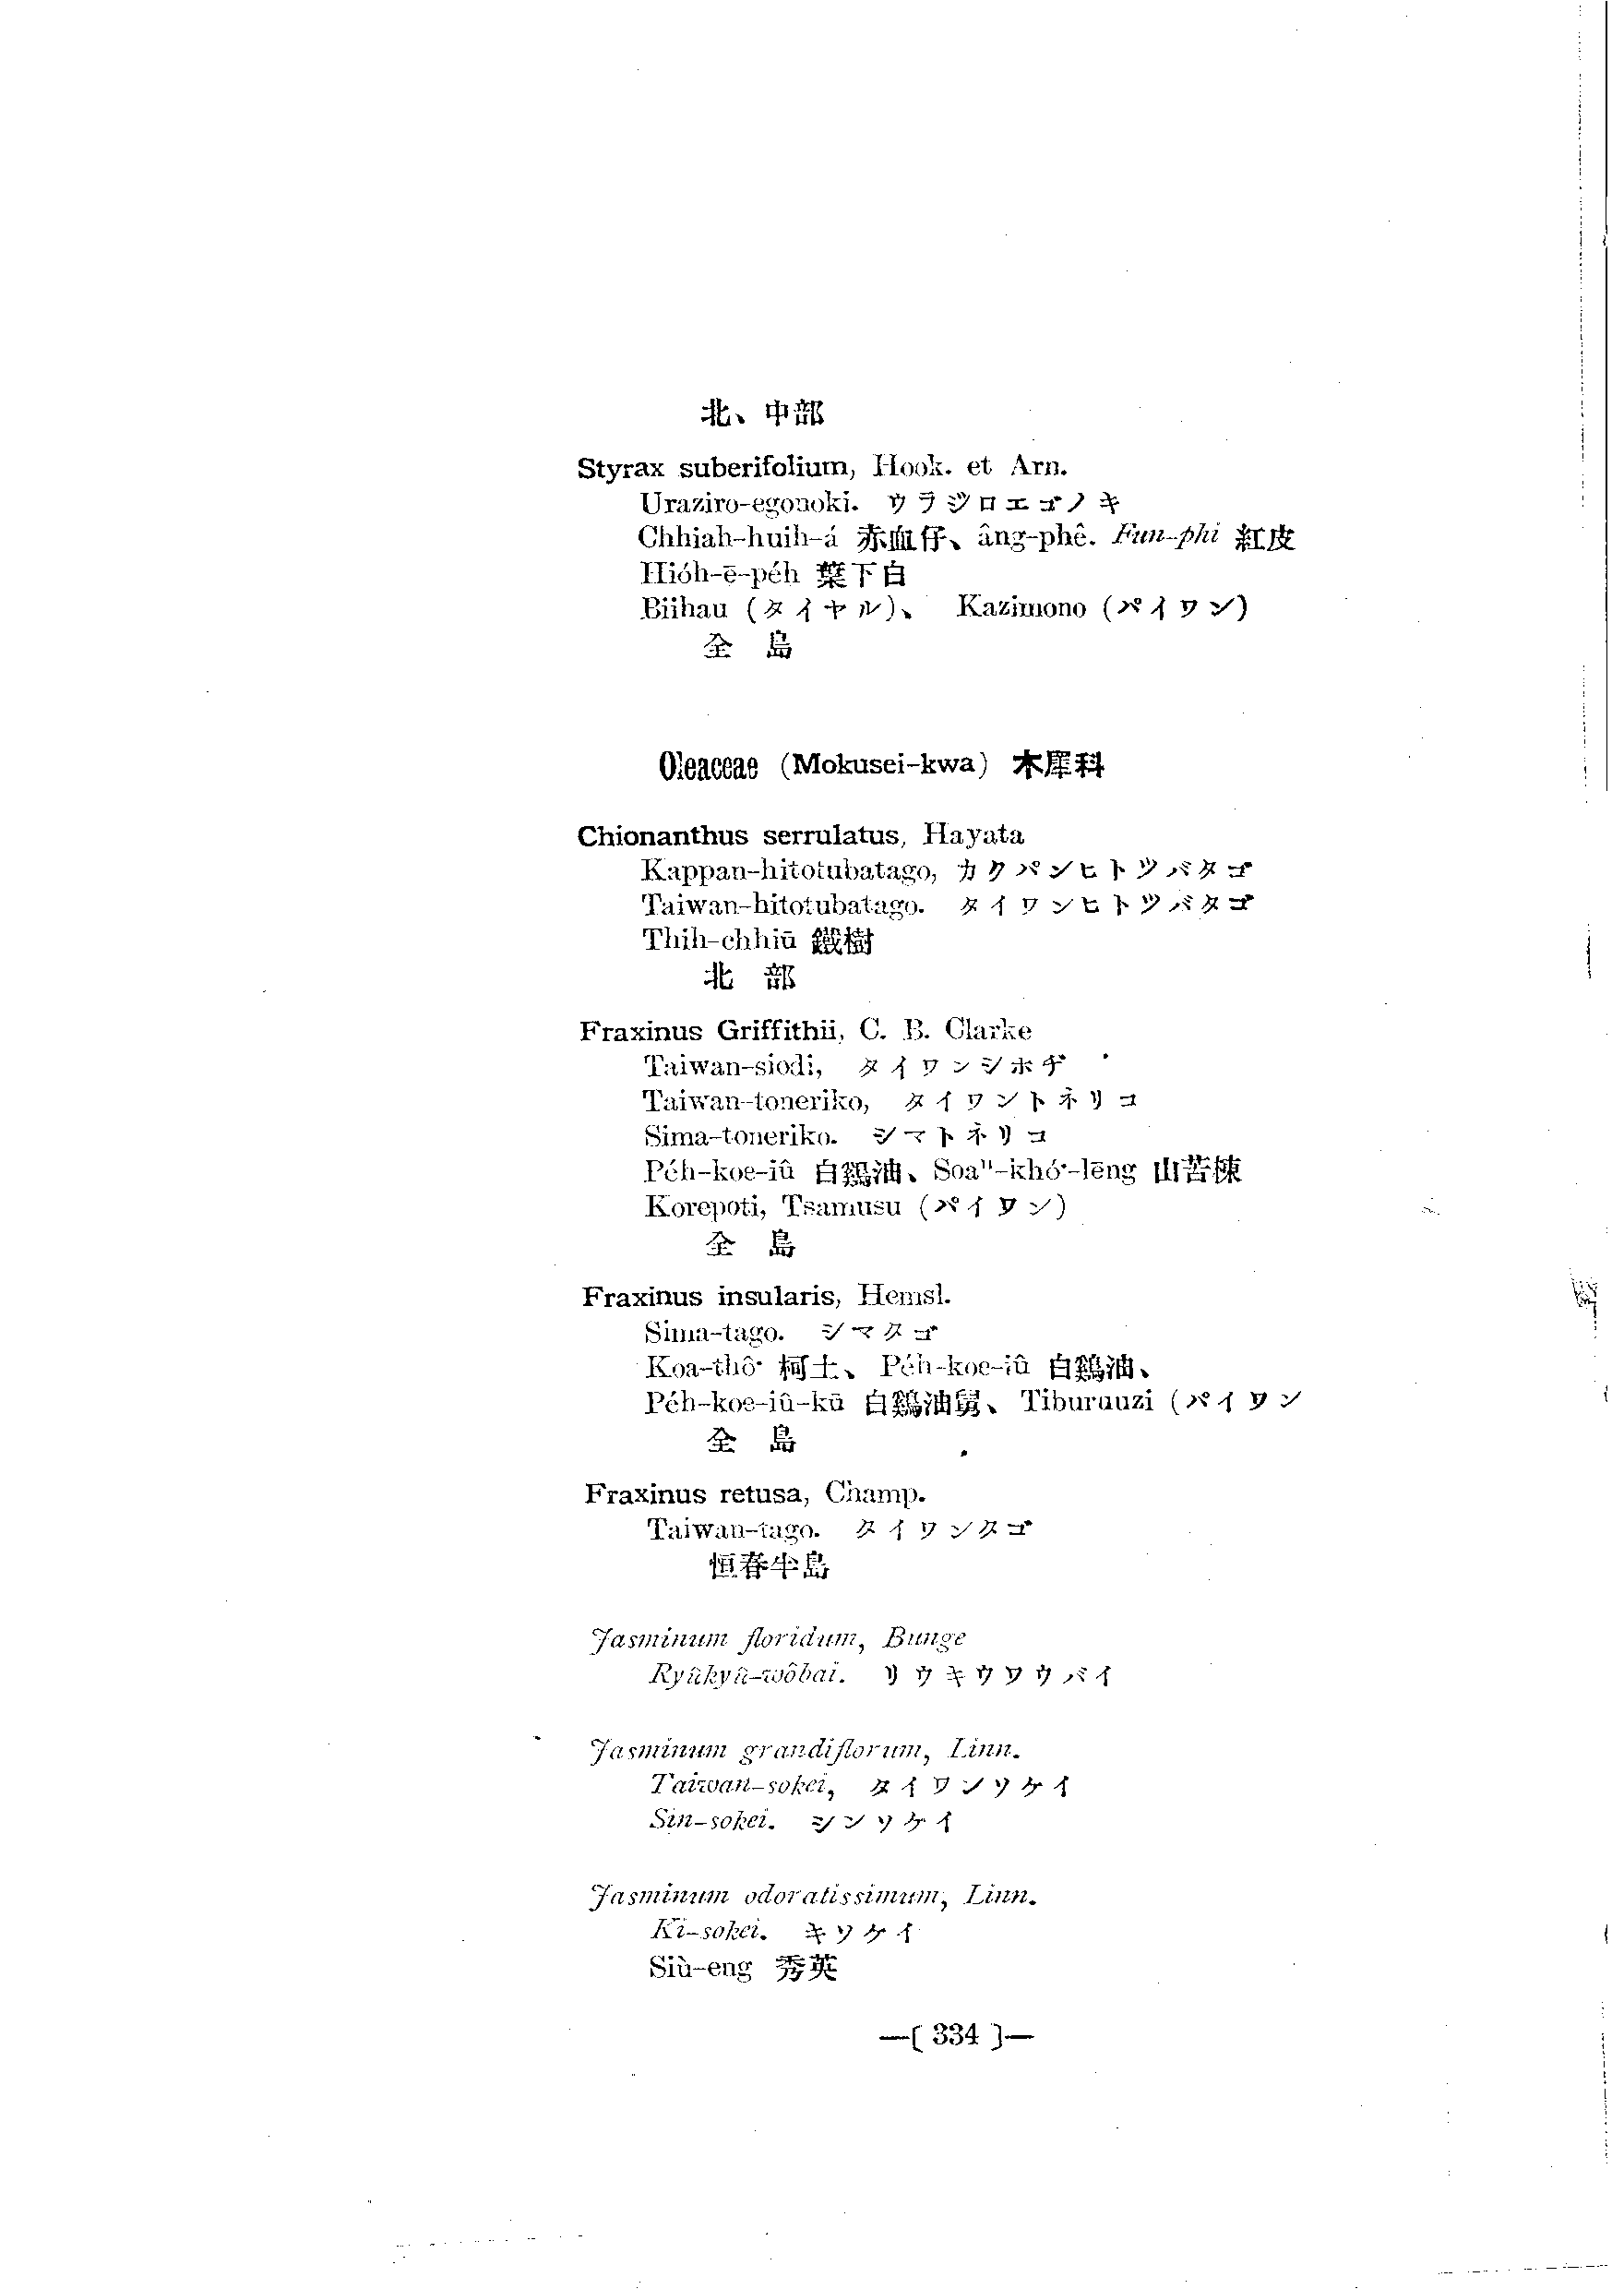 北、中部
Styrax suberifolium, Hook. et Arn.
Uraziro-egonoki. ウラジロエゴノキ
Chhiah-huih-á 赤血仔、âng-phê. Fun-phi 紅皮
Hióh-ē-péh 葉下白
Biihau (タイヤル)、 Kazimono (パイワン)
全島
Oleaceae (Mokusei-kwa) 木犀科
Chionanthus serrulatus, Hayata
Kappan-hitotubatago, カツパンヒトツバタゴ
Taiwan-hitotubatago. タイワンヒトツバタゴ
Thih-chhiū 鐵樹
北部
Fraxinus Griffithii, C. B. Clarke
Taiwan-siodi, タイワンシホヂ
Taiwan-toneriko, タイワントネリコ
Sima-toneriko. シマトネリコ
Péh-koe-iû 白鷄油、Soaⁿ-khó͘-lēng 山苦楝
Korepoti, Tsamusu (パイワン)
全島
Fraxinus insularis, Hemsl.
Sima-tago. シマタゴ
Koa-thô͘ 柯土、Péh-koe-iû 白鷄油、
Péh-koe-iû-kū 白鷄油舅、Tiburauzi (パイワン
全島
Fraxinus retusa, Champ.
Taiwan-tago. タイワンタゴ
恒春半島
Jasminum floridum, Bunge
Ryûkyû-wôbai. リウキウワウバイ
Jasminum grandiflorum, Linn.
Taiwan-sokei, タイワンソケイ
Sin-sokei. シンソケイ
Jasminum odoratissimum, Linn.
Ki-sokei. キソケイ
Siù-eng 秀英
—( 334 )—